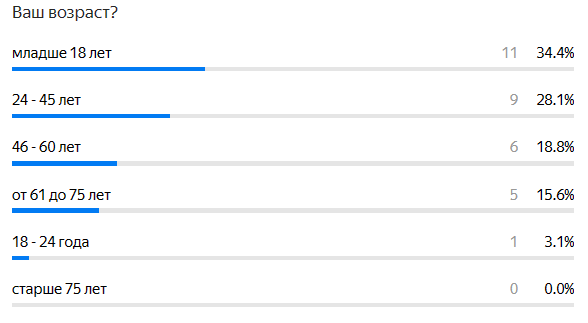 Ваш возраст?
младше 18 лет 11 34.4%
24 - 45 лет 9 28.1%
46 - 60 лет 6 18.8%
от 61 до 75 лет 5 15.6%
18 - 24 года 1 3.1%
старше 75 лет 0 0.0%